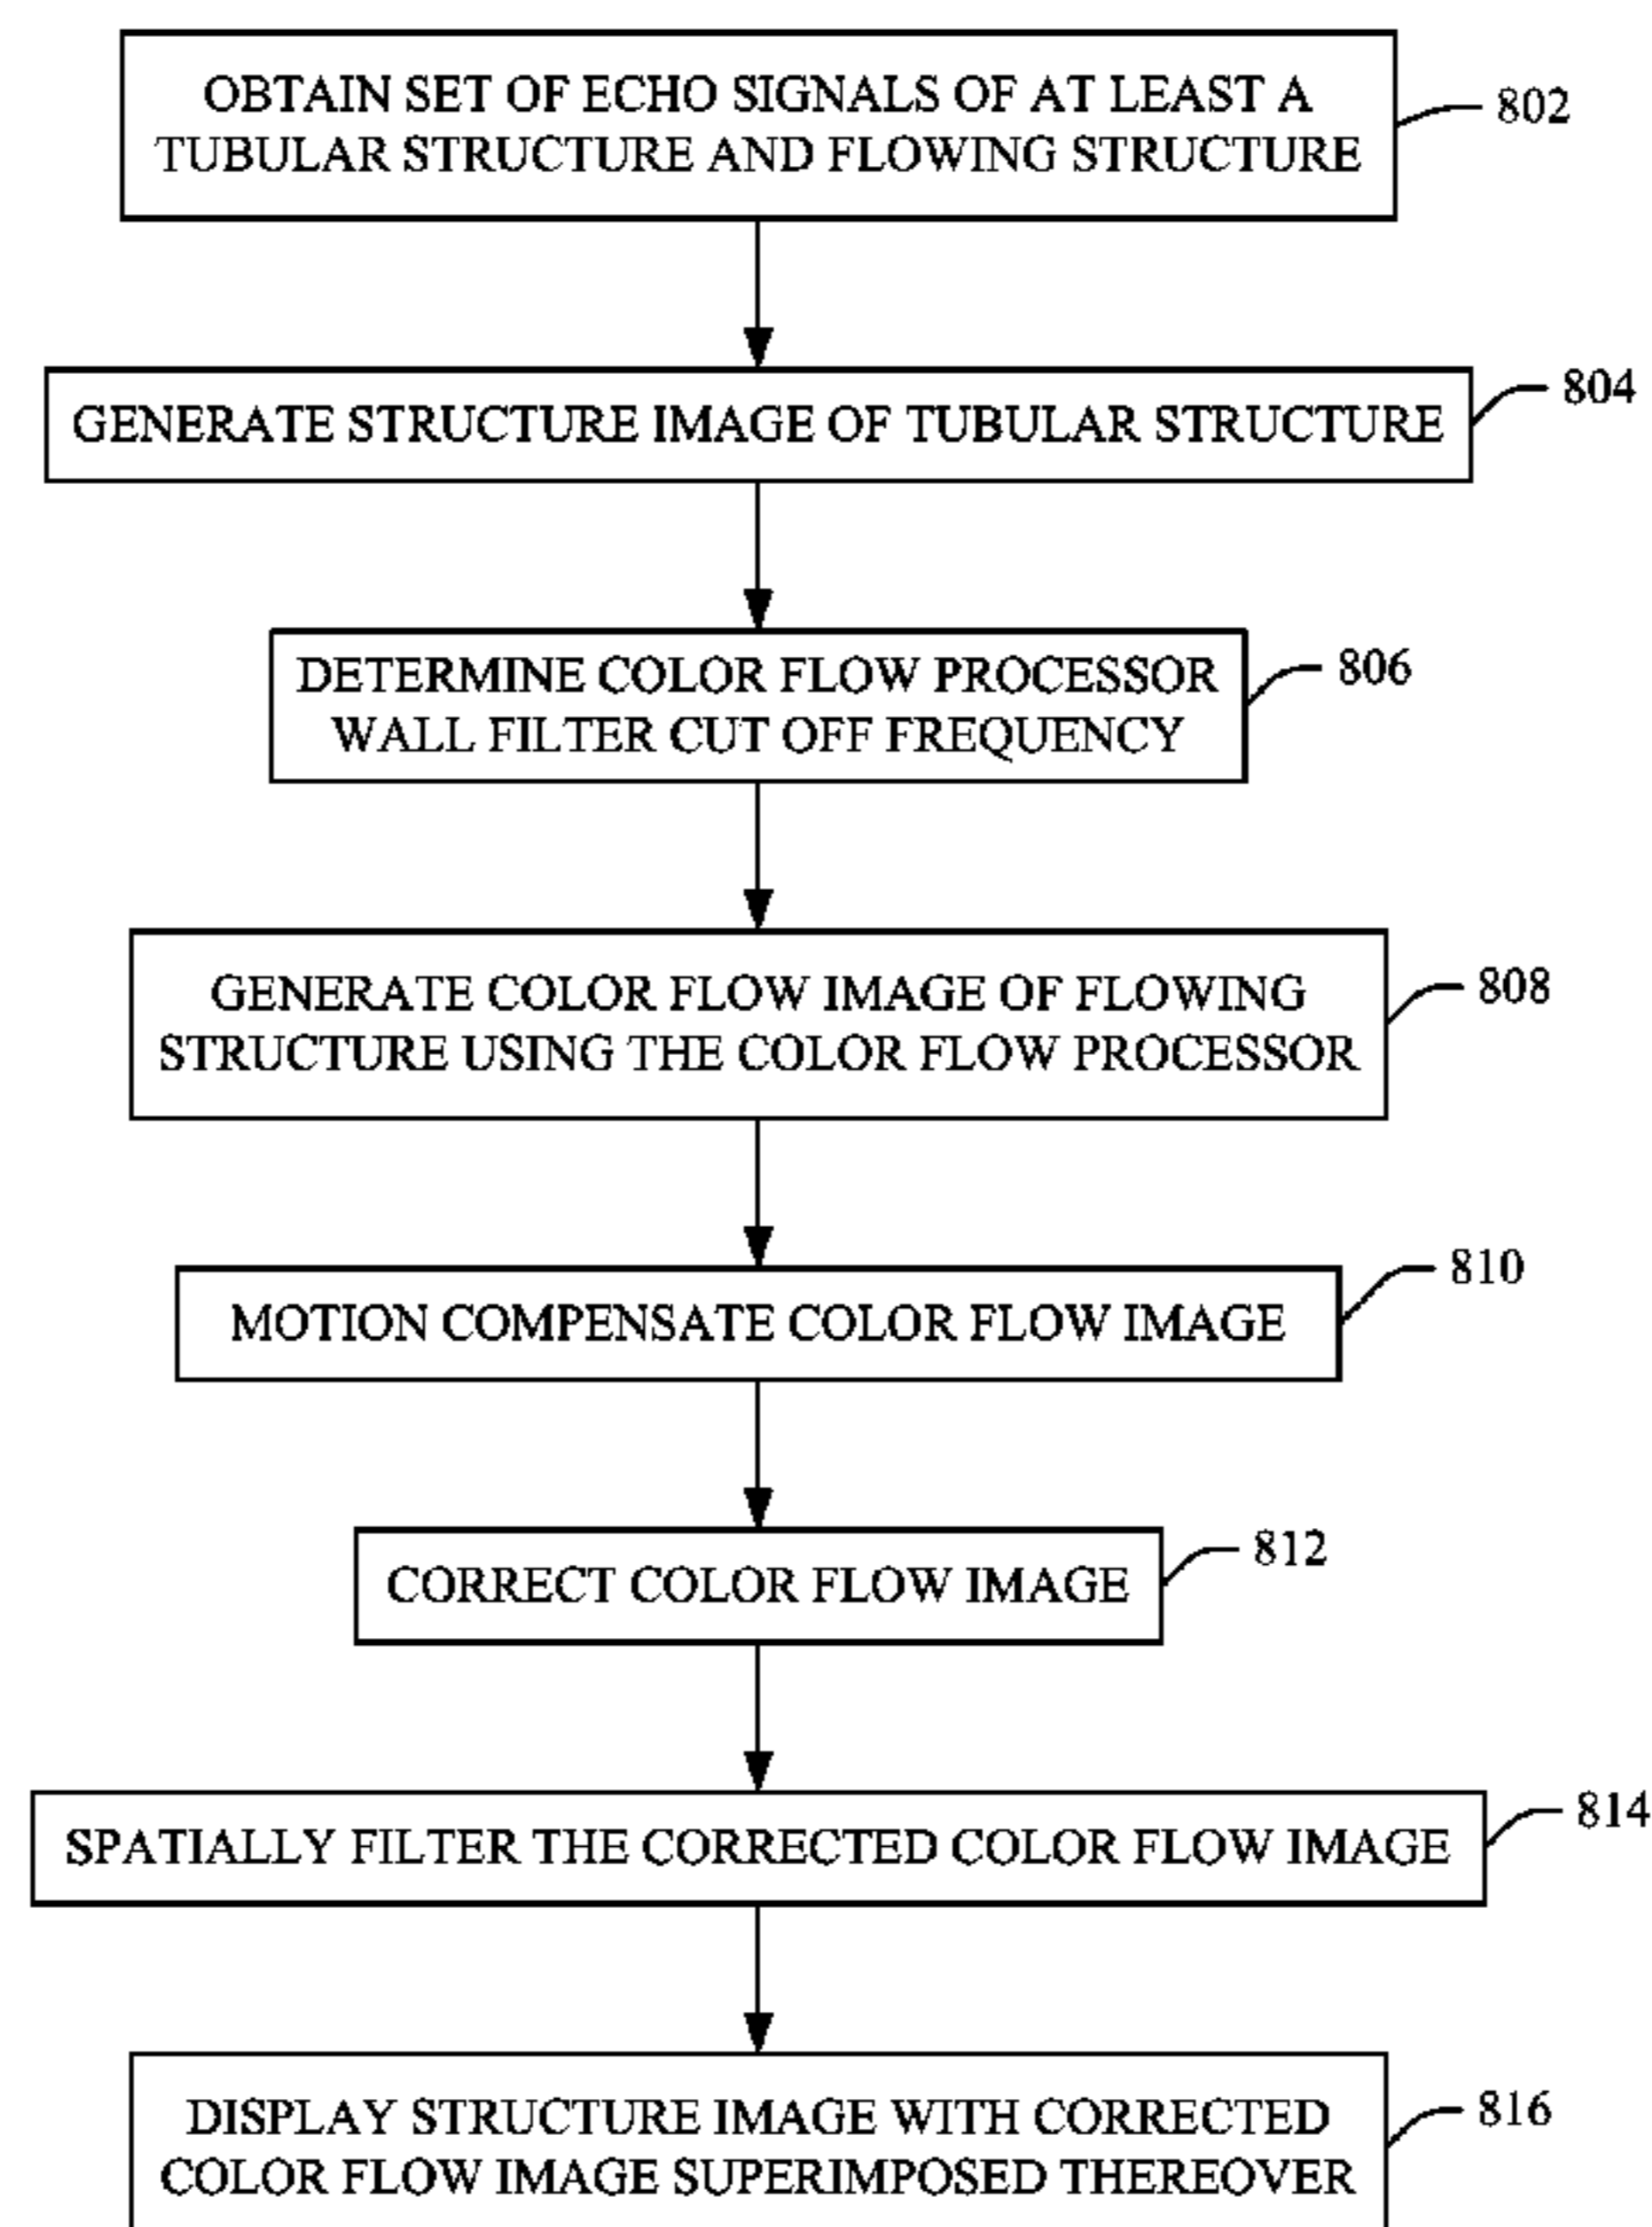 OBTAIN SET OF ECHO SIGNALS OF AT LEAST A
TUBULAR STRUCTURE AND FLOWING STRUCTURE
802
GENERATE STRUCTURE IMAGE OF TUBULAR STRUCTURE
804
DETERMINE COLOR FLOW PROCESSOR
WALL FILTER CUT OFF FREQUENCY
806
GENERATE COLOR FLOW IMAGE OF FLOWING
STRUCTURE USING THE COLOR FLOW PROCESSOR
808
MOTION COMPENSATE COLOR FLOW IMAGE
810
CORRECT COLOR FLOW IMAGE
812
SPATIALLY FILTER THE CORRECTED COLOR FLOW IMAGE
814
DISPLAY STRUCTURE IMAGE WITH CORRECTED
COLOR FLOW IMAGE SUPERIMPOSED THEREOVER
816